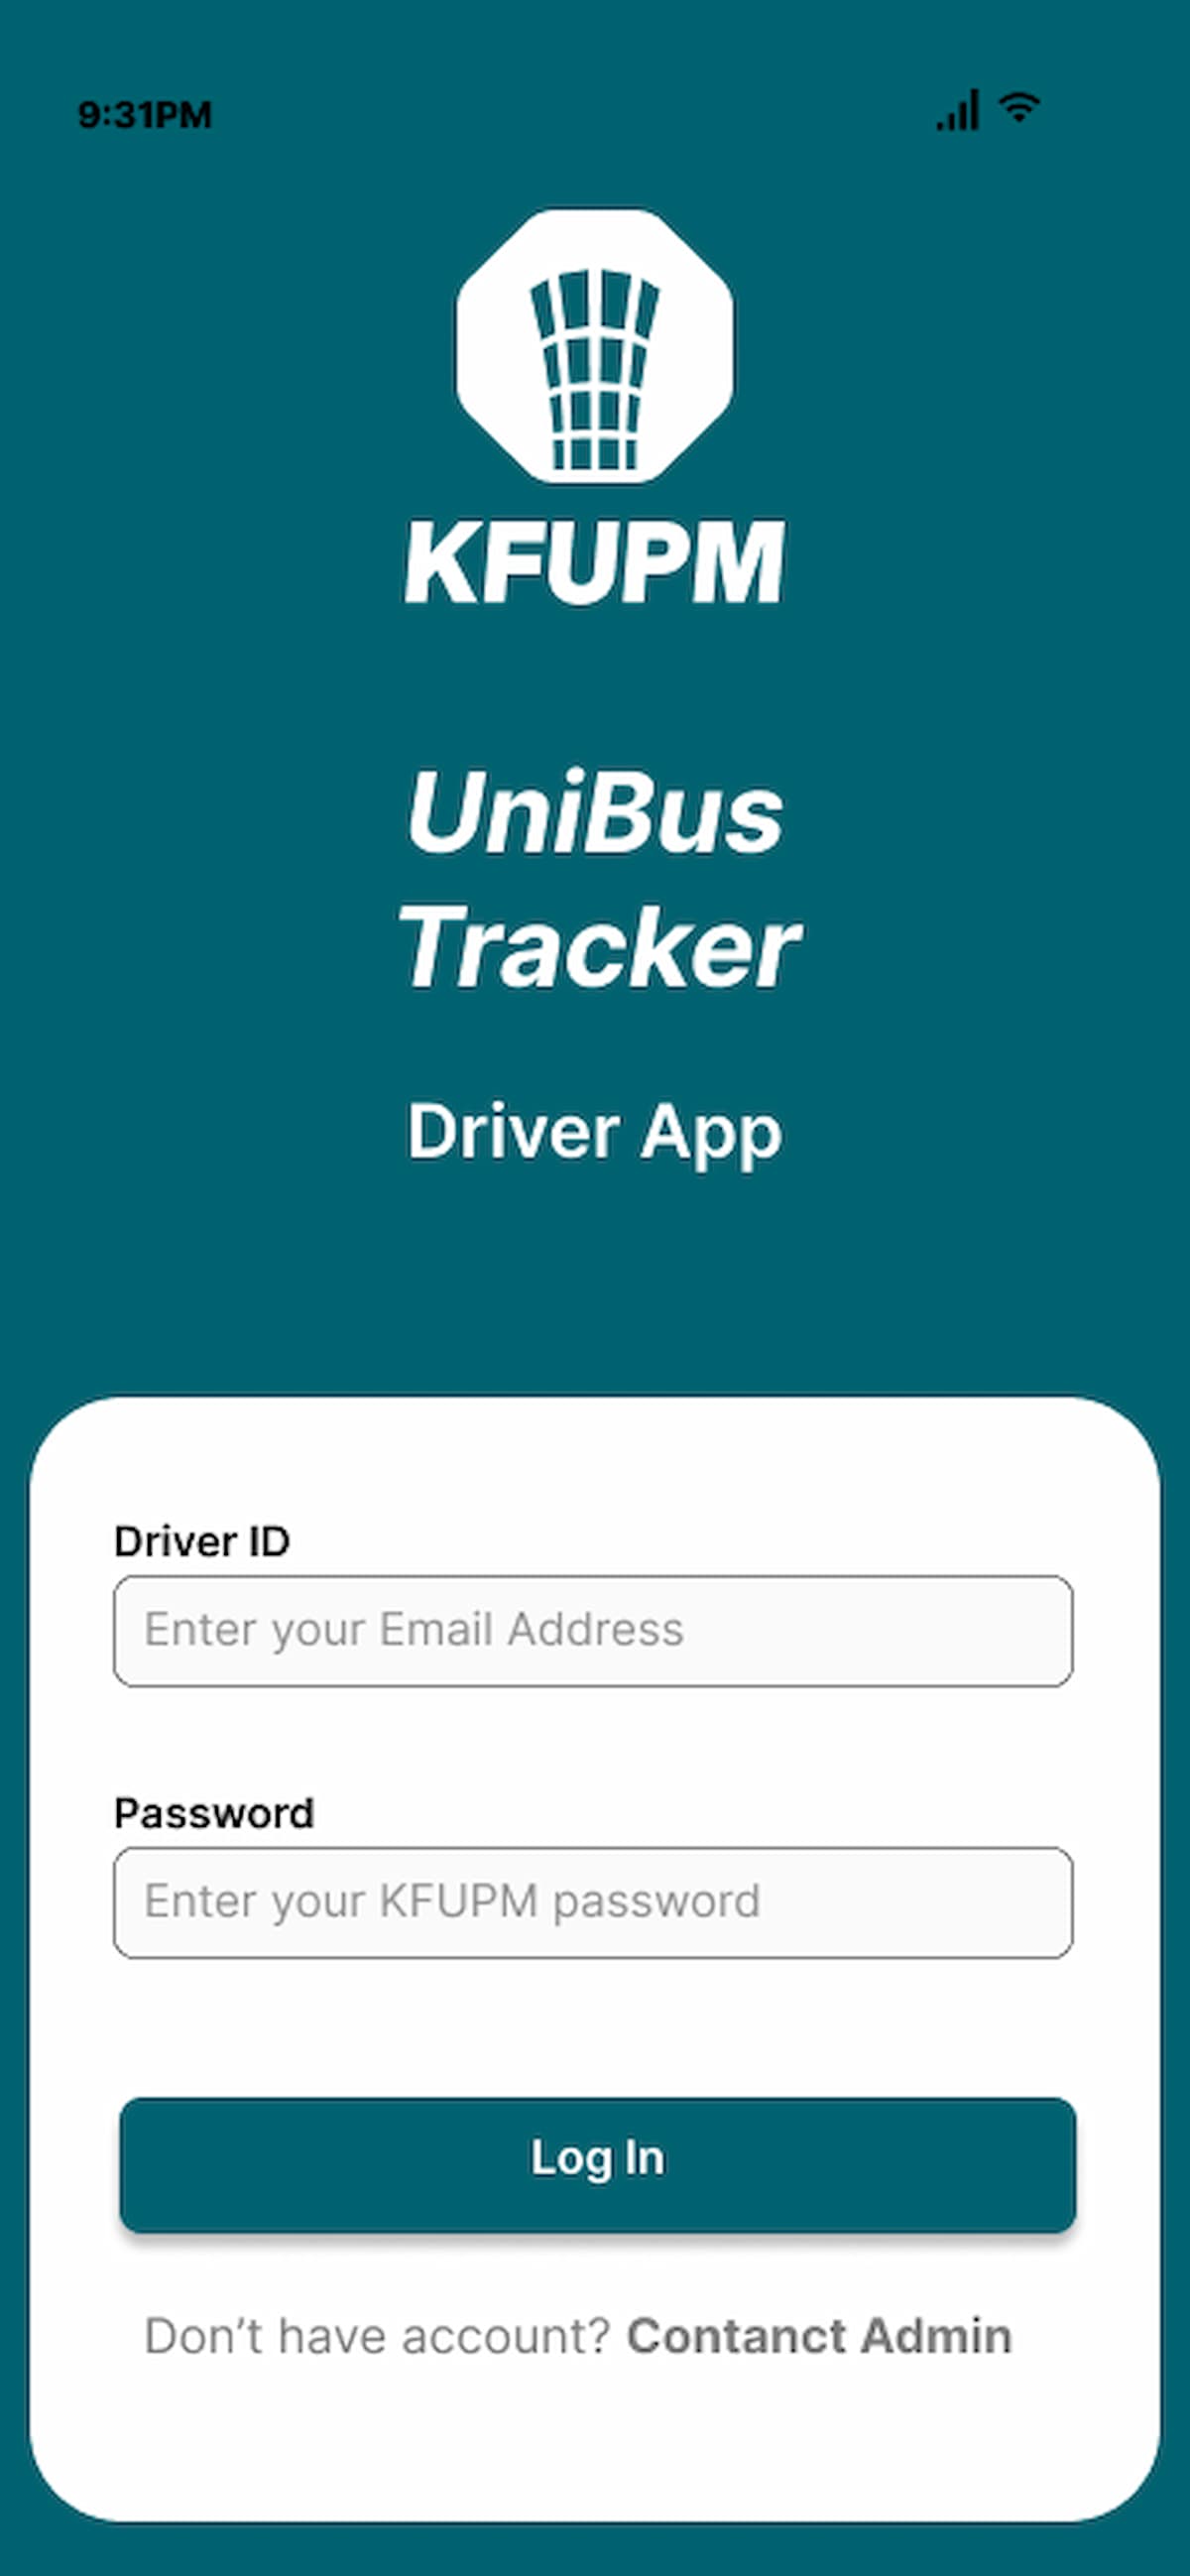 9:31PM
KFUPM
UniBus
Tracker
Driver App
Driver ID
Enter your Email Address
Password
Enter your KFUPM password
Log In
Don’t have account? Contanct Admin